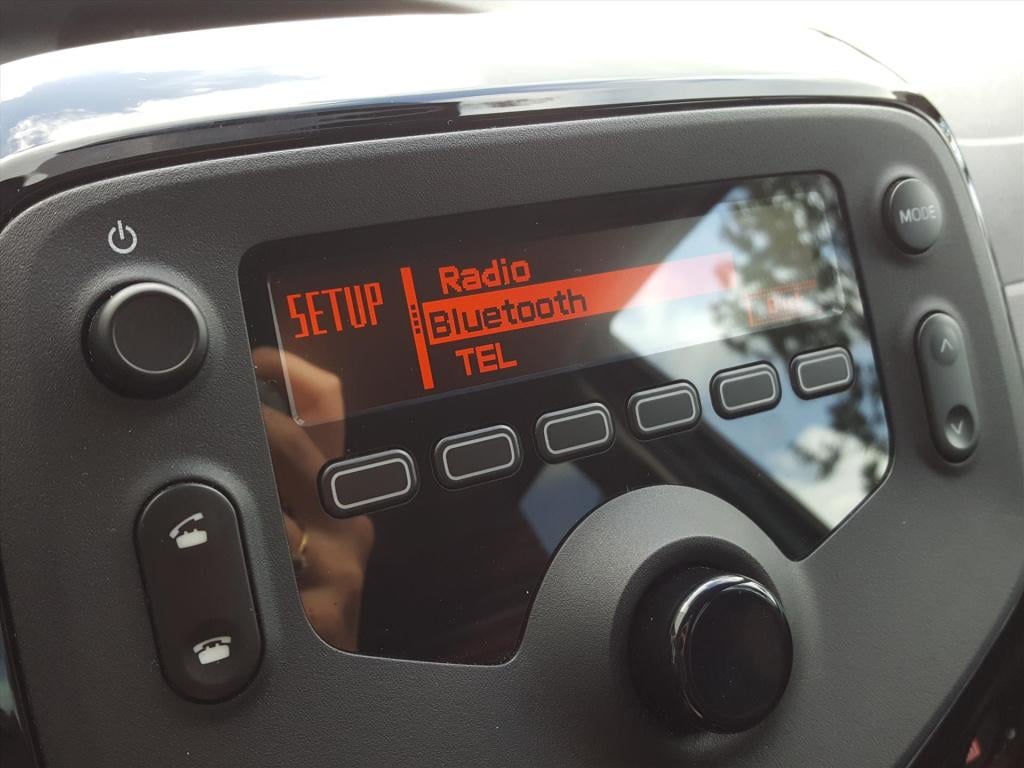 MODE
SETUP
Radio
Bluetooth
TEL